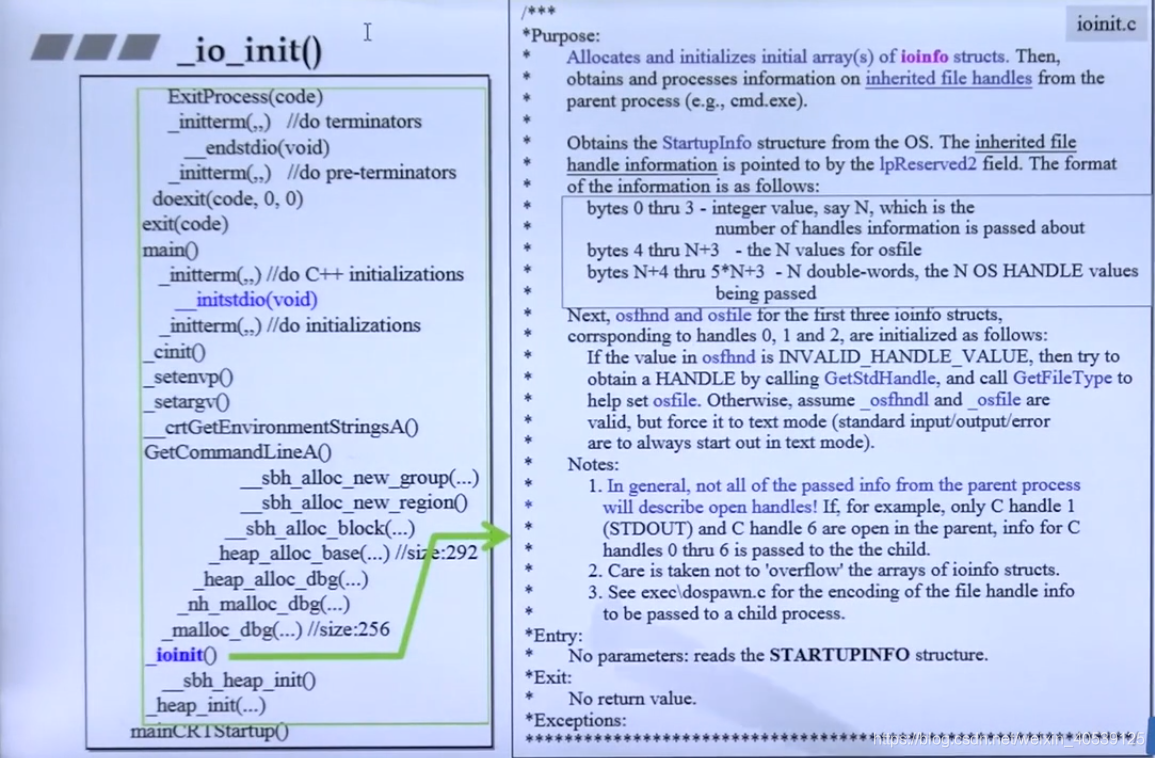 _io_init()
ExitProcess(code)
_initterm(,,) //do terminators
__endstdio(void)
_initterm(,,) //do pre-terminators
doexit(code, 0, 0)
exit(code)
main()
_initterm(,,) //do C++ initializations
__initstdio(void)
_initterm(,,) //do initializations
_cinit()
_setenvp()
_setargv()
__crtGetEnvironmentStringsA()
GetCommandLineA()
__sbh_alloc_new_group(...)
__sbh_alloc_new_region()
__sbh_alloc_block(...)
_heap_alloc_base(...) //size:292
_heap_alloc_dbg(...)
_nh_malloc_dbg(...)
_malloc_dbg(...) //size:256
_ioinit()
__sbh_heap_init()
_heap_init(...)
mainCRTStartup()
/***
ioinit.c
*Purpose:
* Allocates and initializes initial array(s) of ioinfo structs. Then,
* obtains and processes information on inherited file handles from the
* parent process (e.g., cmd.exe).
*
* Obtains the StartupInfo structure from the OS. The inherited file
* handle information is pointed to by the lpReserved2 field. The format
* of the information is as follows:
* bytes 0 thru 3 - integer value, say N, which is the
* number of handles information is passed about
* bytes 4 thru N+3 - the N values for osfile
* bytes N+4 thru 5*N+3 - N double-words, the N OS HANDLE values
* being passed
* Next, osfhnd and osfile for the first three ioinfo structs,
* corrsponding to handles 0, 1 and 2, are initialized as follows:
* If the value in osfhnd is INVALID_HANDLE_VALUE, then try to
* obtain a HANDLE by calling GetStdHandle, and call GetFileType to
* help set osfile. Otherwise, assume _osfhndl and _osfile are
* valid, but force it to text mode (standard input/output/error
* are to always start out in text mode).
* Notes:
* 1. In general, not all of the passed info from the parent process
* will describe open handles! If, for example, only C handle 1
* (STDOUT) and C handle 6 are open in the parent, info for C
* handles 0 thru 6 is passed to the the child.
* 2. Care is taken not to 'overflow' the arrays of ioinfo structs.
* 3. See exec\dospawn.c for the encoding of the file handle info
* to be passed to a child process.
*Entry:
* No parameters: reads the STARTUPINFO structure.
*Exit:
* No return value.
*Exceptions:
https://blog.csdn.net/weixin_40539125